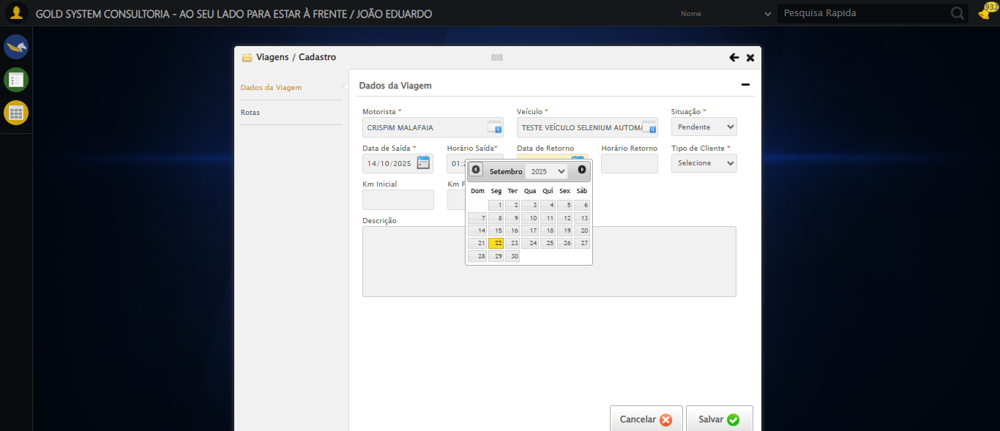 GOLD SYSTEM CONSULTORIA - AO SEU LADO PARA ESTAR À FRENTE / JOÃO EDUARDO
Nome
Pesquisa Rapida
932
Viagens / Cadastro
Dados da Viagem
Rotas
Dados da Viagem
Motorista * Veículo * Situação *
CRISPIM MALAFAIA TESTE VEÍCULO SELENIUM AUTOMA Pendente
Data de Saída * Horário Saída* Data de Retorno Horário Retorno Tipo de Cliente *
14/10/2025 01: Selecione
Km Inicial Km F
Setembro 2025
Dom Seg Ter Qua Qui Sex Sáb
1 2 3 4 5 6
7 8 9 10 11 12 13
14 15 16 17 18 19 20
21 22 23 24 25 26 27
28 29 30
Descrição
Cancelar Salvar